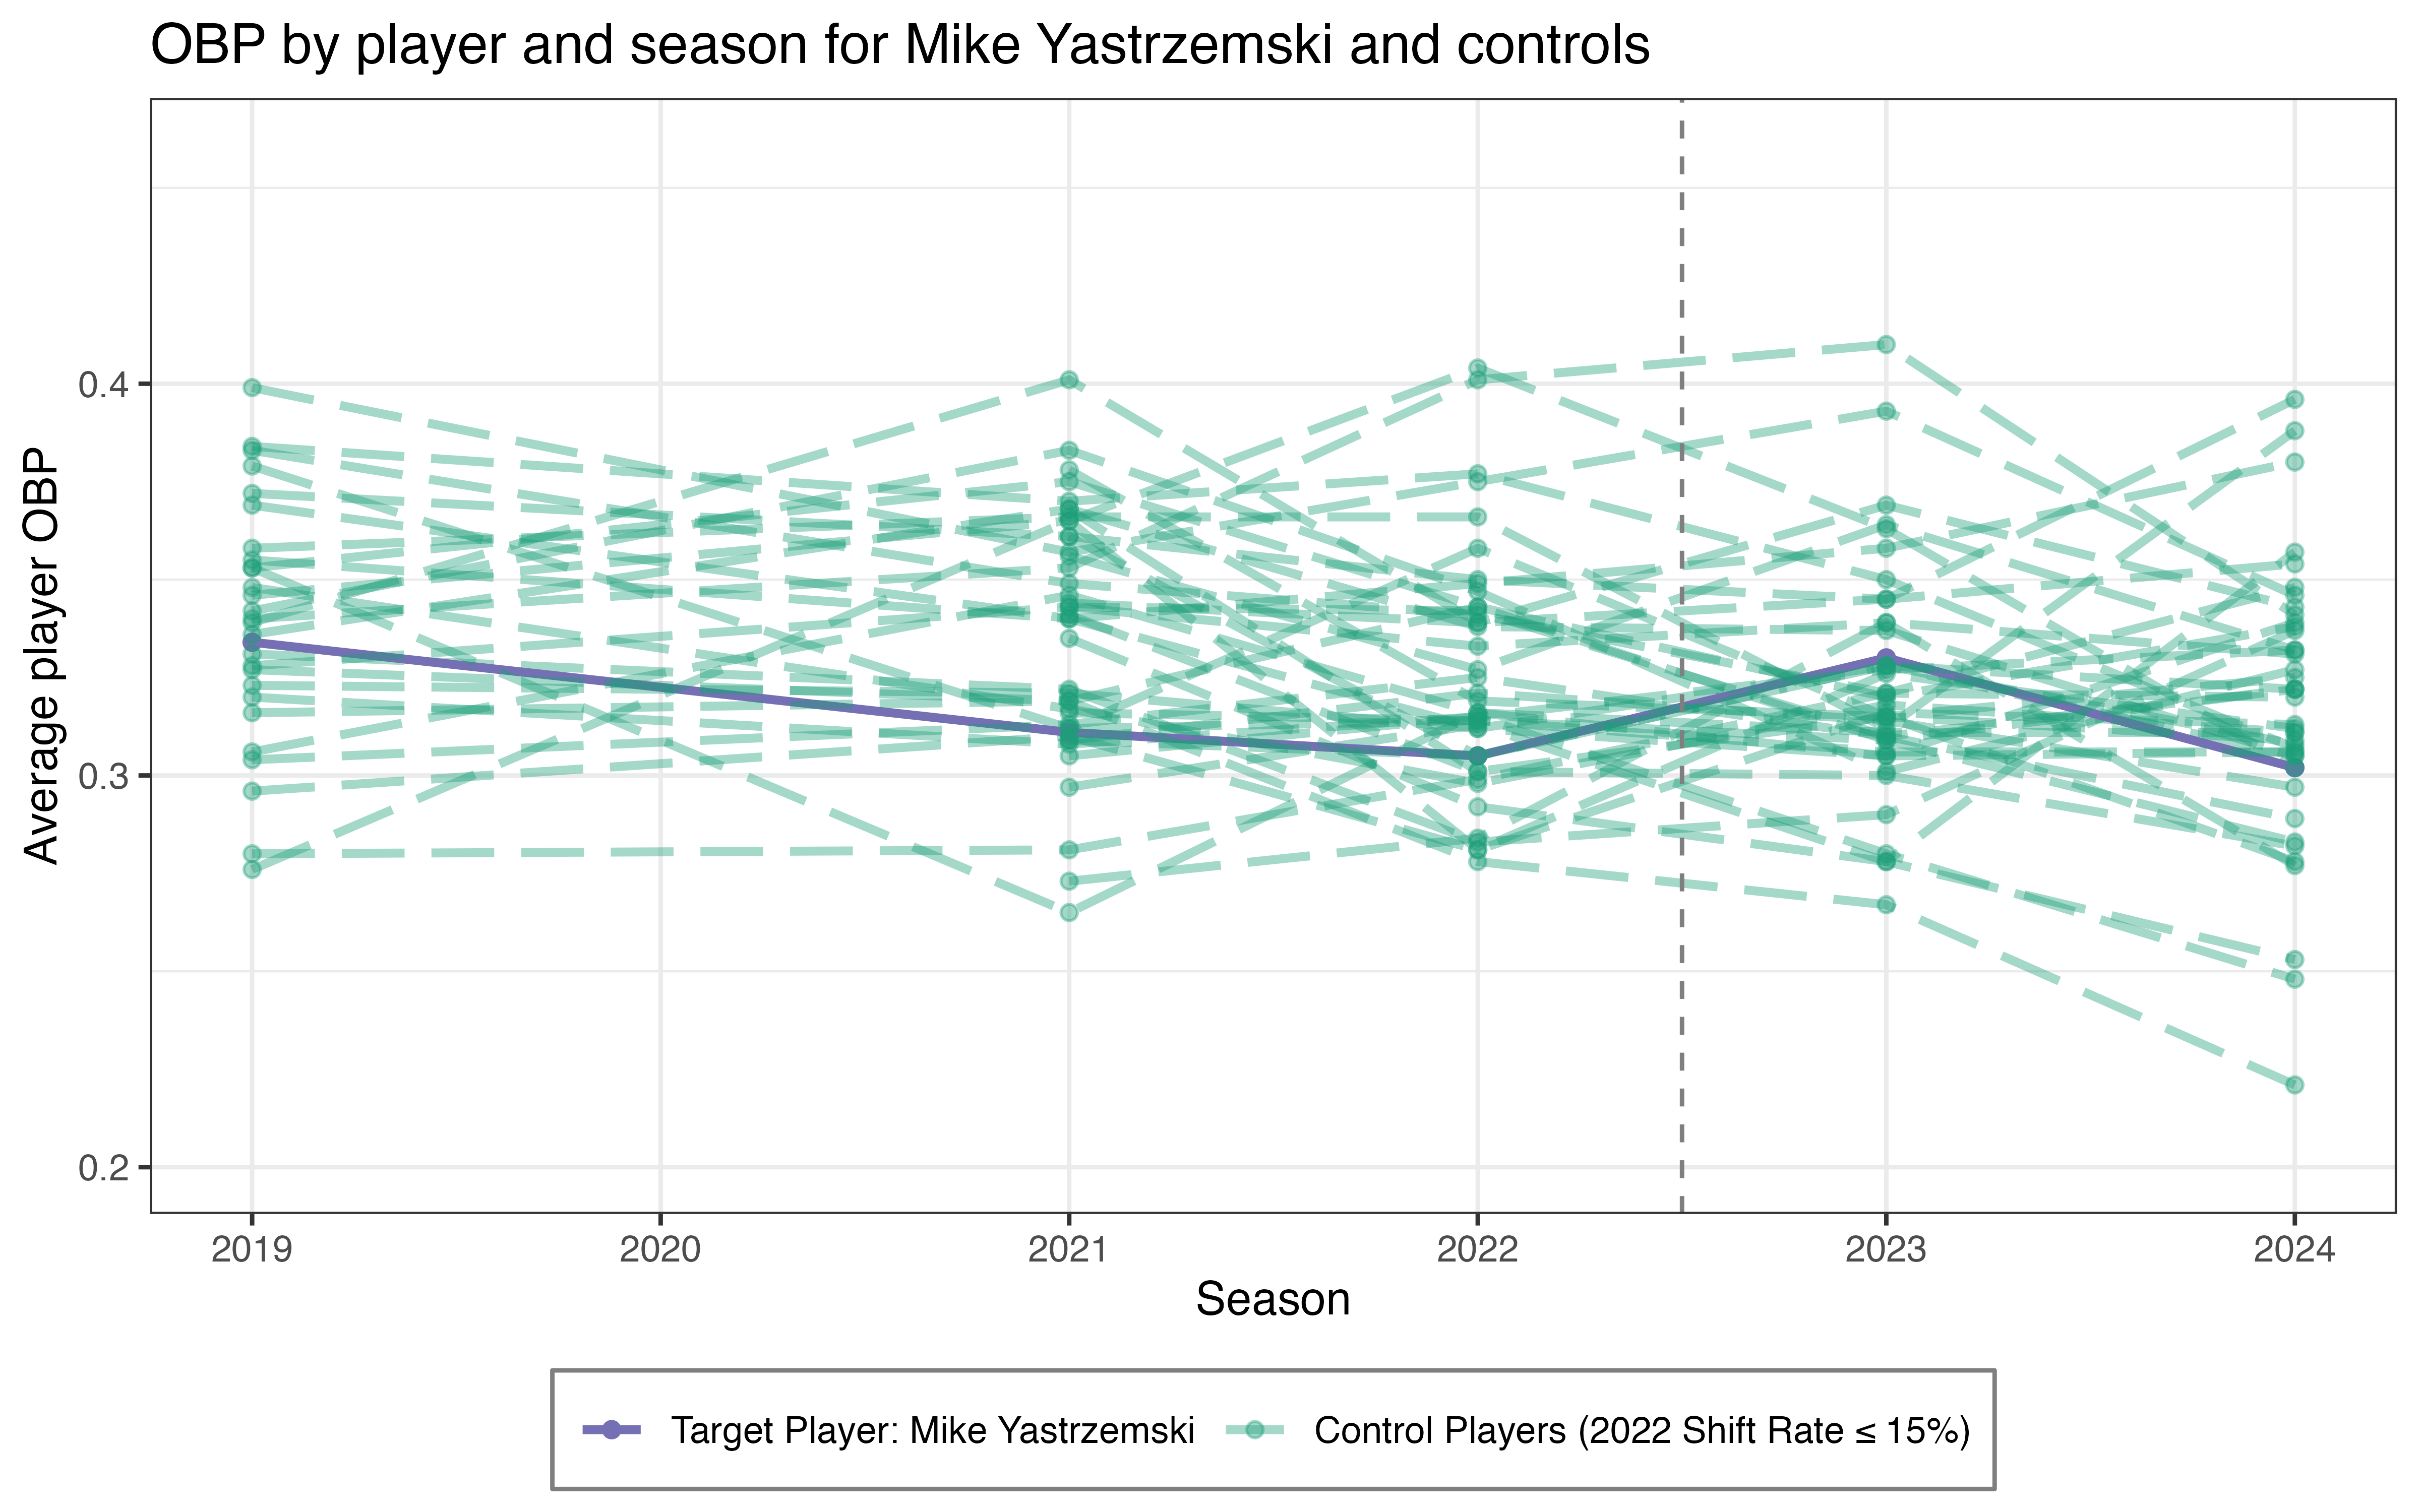 OBP by player and season for Mike Yastrzemski and controls
Average player OBP
0.4
0.3
0.2
2019 2020 2021 2022 2023 2024
Season
Target Player: Mike Yastrzemski Control Players (2022 Shift Rate ≤ 15%)